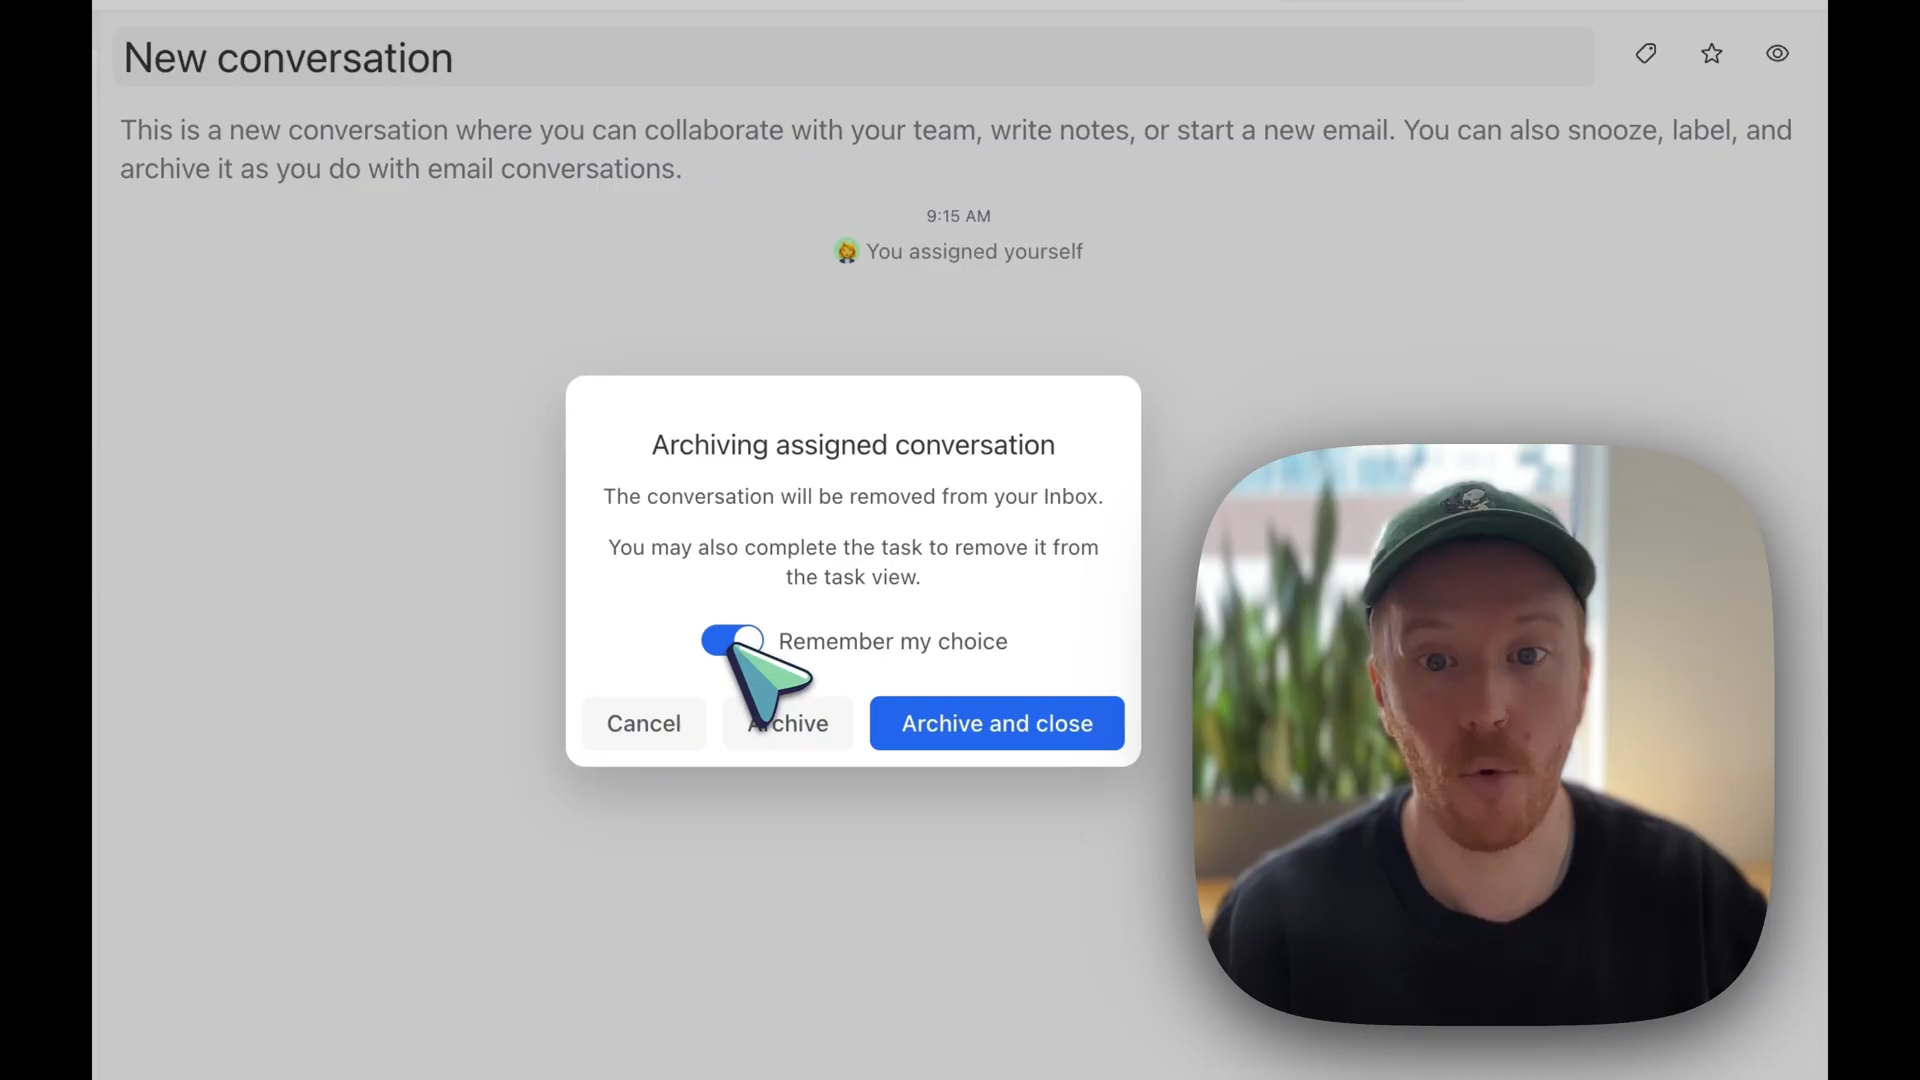 New conversation
This is a new conversation where you can collaborate with your team, write notes, or start a new email. You can also snooze, label, and
archive it as you do with email conversations.
9:15 AM
You assigned yourself
Archiving assigned conversation
The conversation will be removed from your Inbox.
You may also complete the task to remove it from
the task view.
Remember my choice
Cancel
Archive
Archive and close